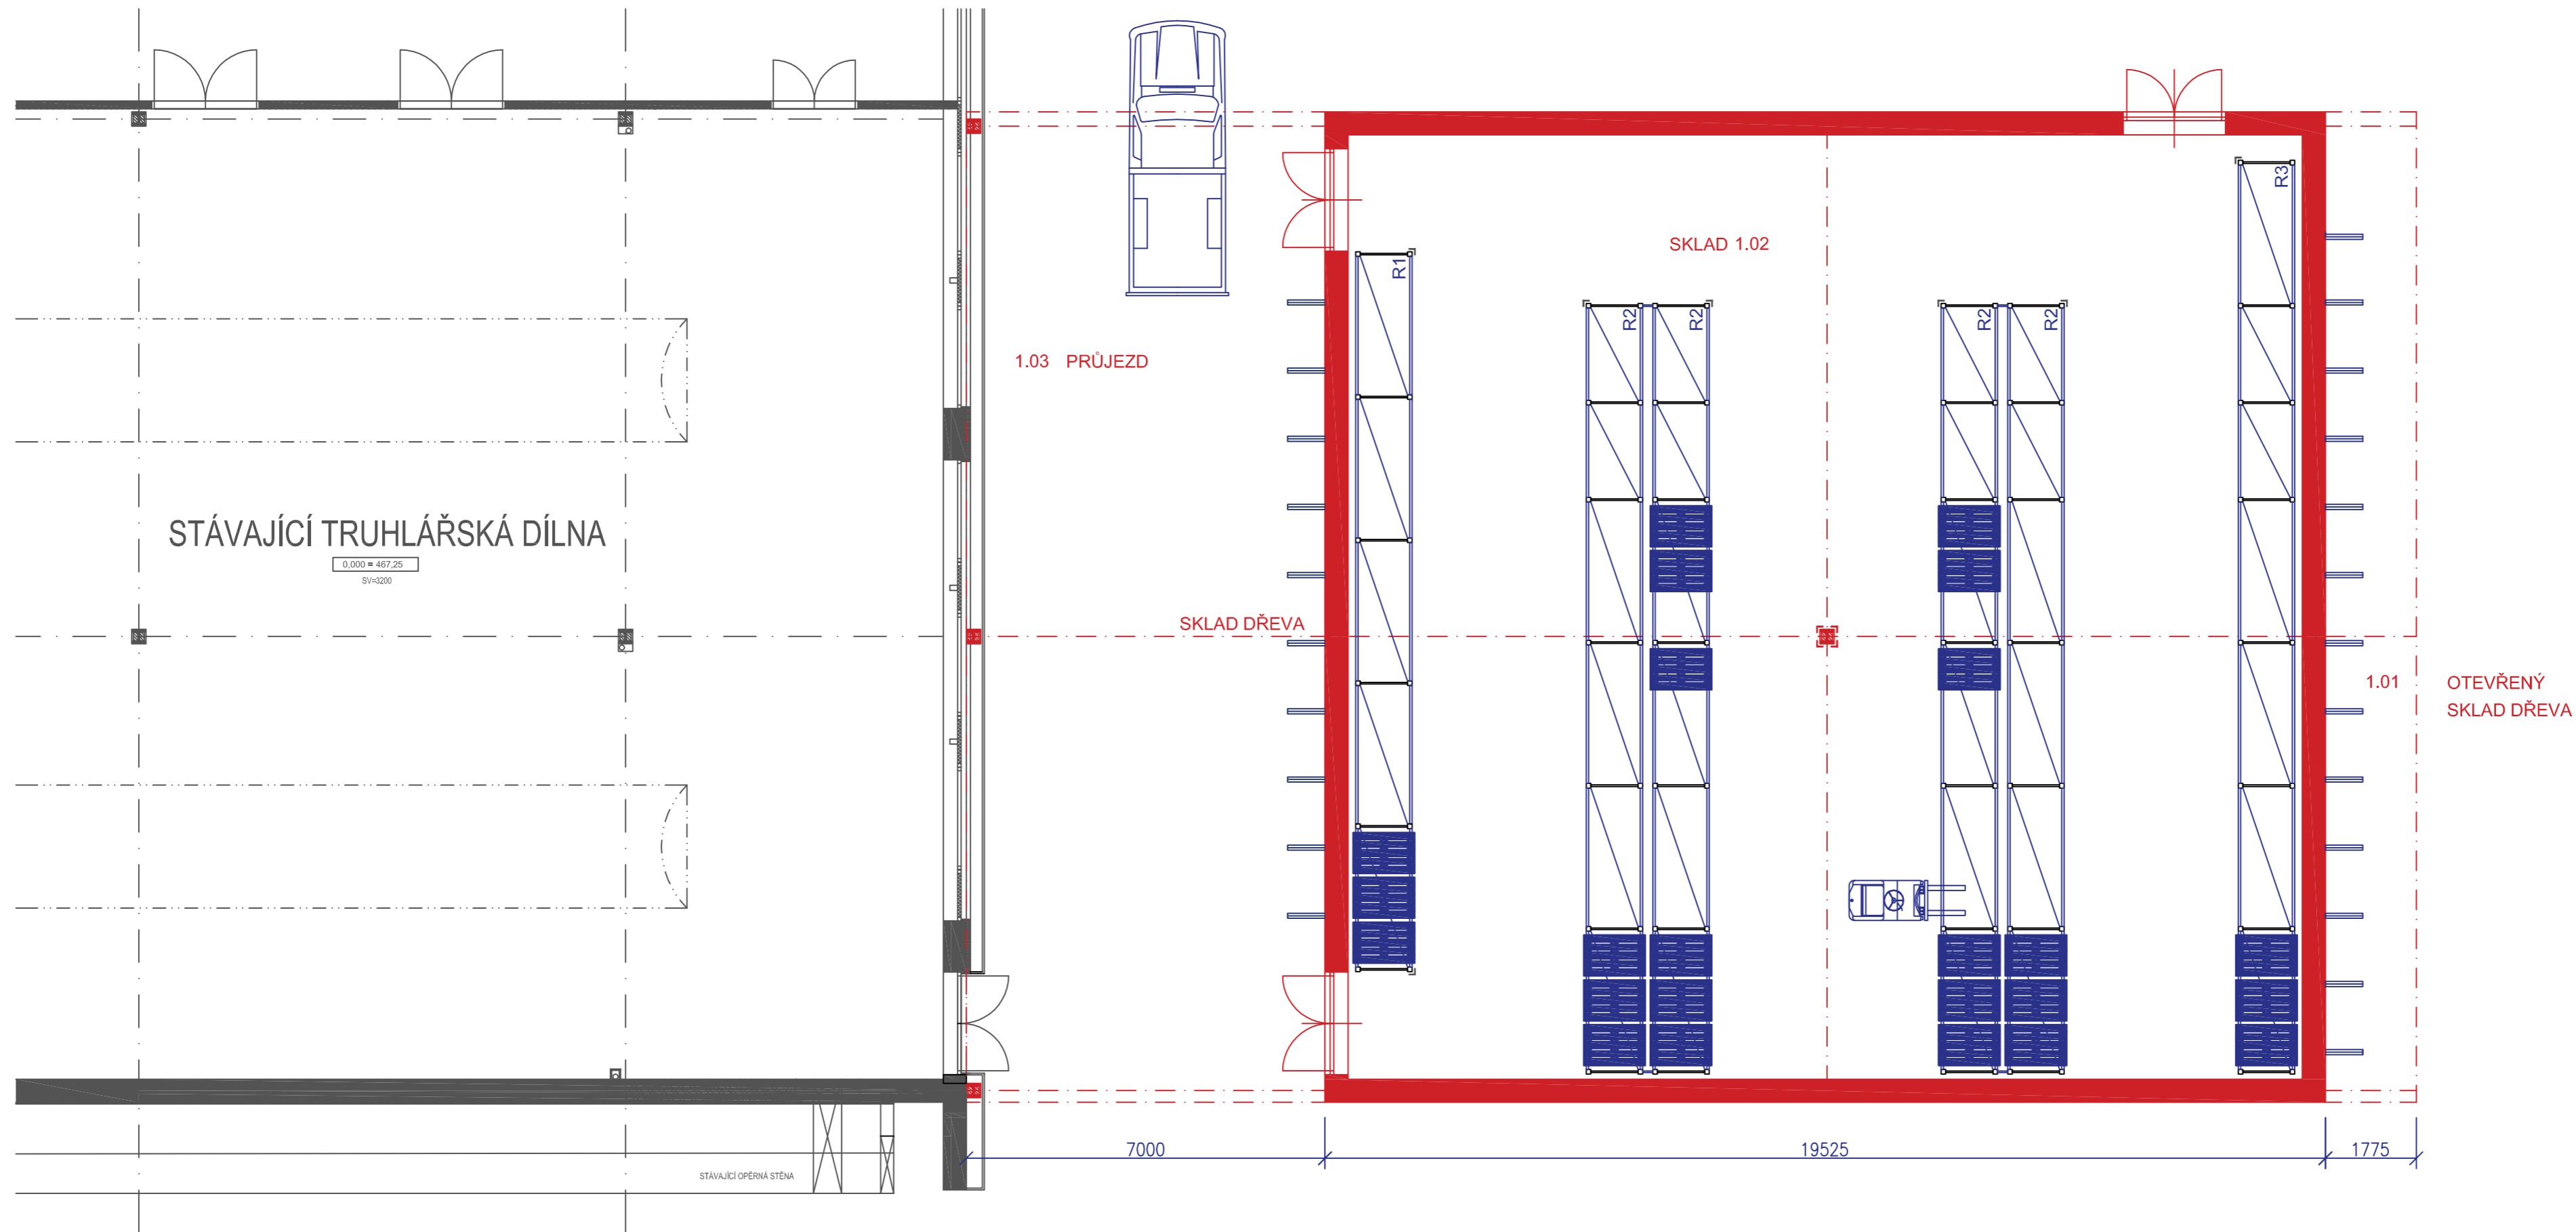 R3
SKLAD 1.02
R1
R2
R2
R2
R2
1.03 PRŮJEZD
STÁVAJÍCÍ TRUHLÁŘSKÁ DÍLNA
0,000 = 467,25
SV=3200
SKLAD DŘEVA
1.01
OTEVŘENÝ
SKLAD DŘEVA
7000
19525
1775
STÁVAJÍCÍ OPĚRNÁ STĚNA